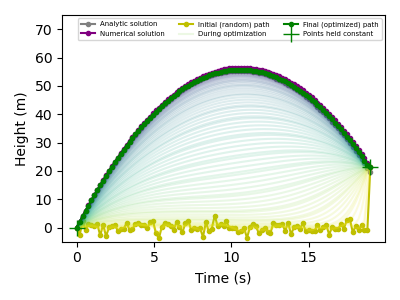 Analytic solution
Numerical solution
Initial (random) path
During optimization
Final (optimized) path
Points held constant
Height (m)
70
60
50
40
30
20
10
0
0 5 10 15
Time (s)